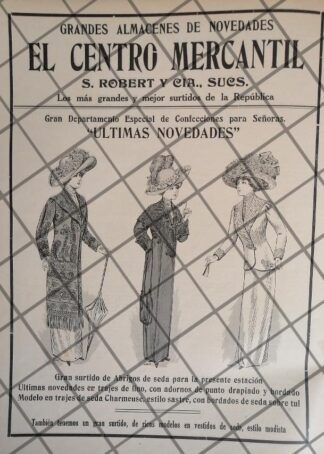 GRANDES ALMACENES DE NOVEDADES
EL CENTRO MERCANTIL
S. ROBERT Y CIA., SUCS.
Los más grandes y mejor surtidos de la República
Gran Departamento Especial de Confecciones para Señoras.
"ULTIMAS NOVEDADES"
Gran surtido de Abrigos de seda para la presente estación
Ultimas novedades en trajes de lino, con adornos de punto drapiado y bordado
Modelo en trajes de seda Charmeuse, estilo sastre, con bordados de seda sobre tul
También tenemos un gran surtido, de ricos modelos en vestidos de seda, estilo modista